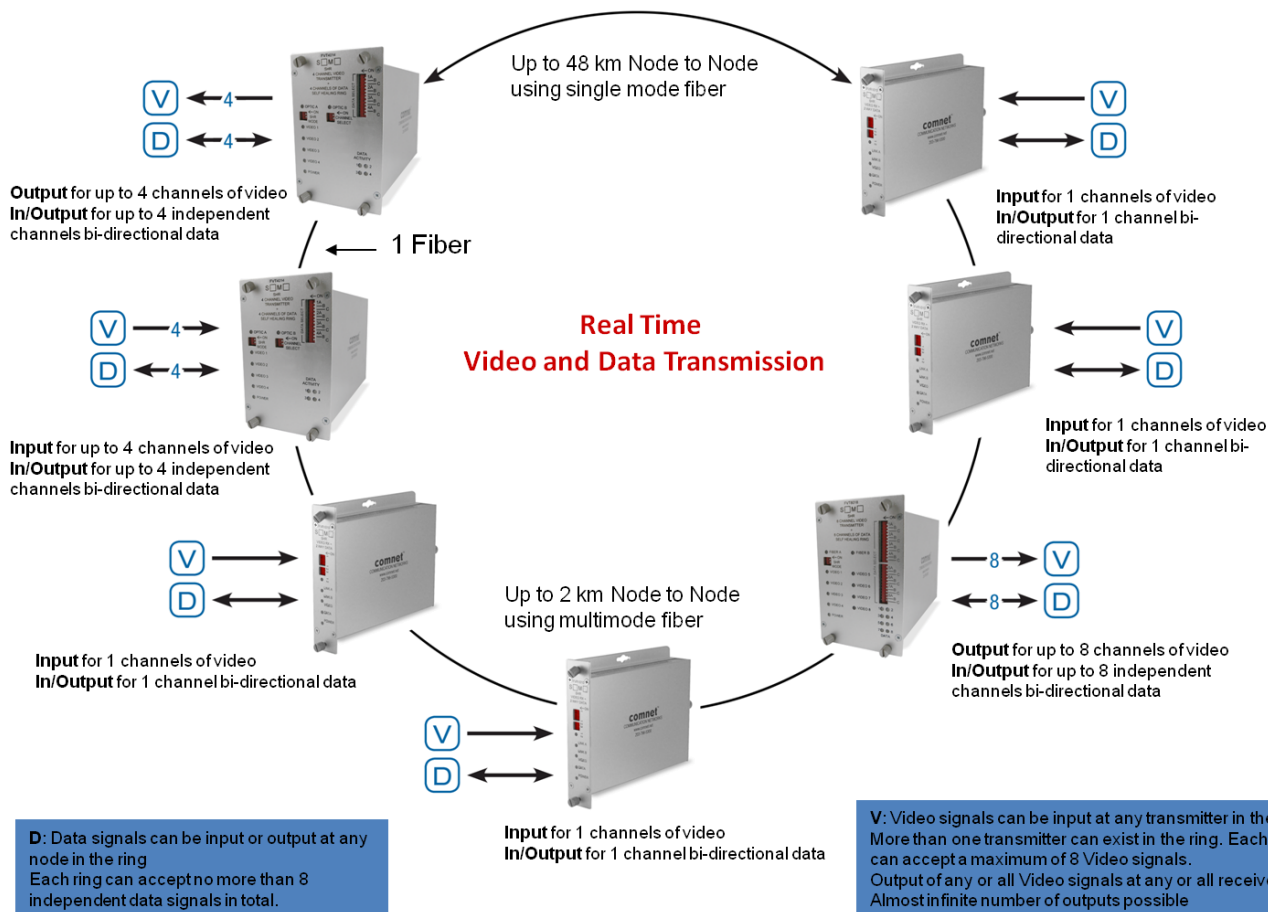 Up to 48 km Node to Node
using single mode fiber
V 4
D 4
Output for up to 4 channels of video
In/Output for up to 4 independent
channels bi-directional data
comnet
V
D
Input for 1 channels of video
In/Output for 1 channel bi-
directional data
1 Fiber
V 4
D 4
Input for up to 4 channels of video
In/Output for up to 4 independent
channels bi-directional data
Real Time
Video and Data Transmission
comnet
V
D
Input for 1 channels of video
In/Output for 1 channel bi-
directional data
V
D
comnet
Input for 1 channels of video
In/Output for 1 channel bi-directional data
Up to 2 km Node to Node
using multimode fiber
8 V
8 D
Output for up to 8 channels of video
In/Output for up to 8 independent
channels bi-directional data
V
D
comnet
Input for 1 channels of video
In/Output for 1 channel bi-directional data
D: Data signals can be input or output at any
node in the ring
Each ring can accept no more than 8
independent data signals in total.
V: Video signals can be input at any transmitter in the
More than one transmitter can exist in the ring. Each
can accept a maximum of 8 Video signals.
Output of any or all Video signals at any or all receive
Almost infinite number of outputs possible